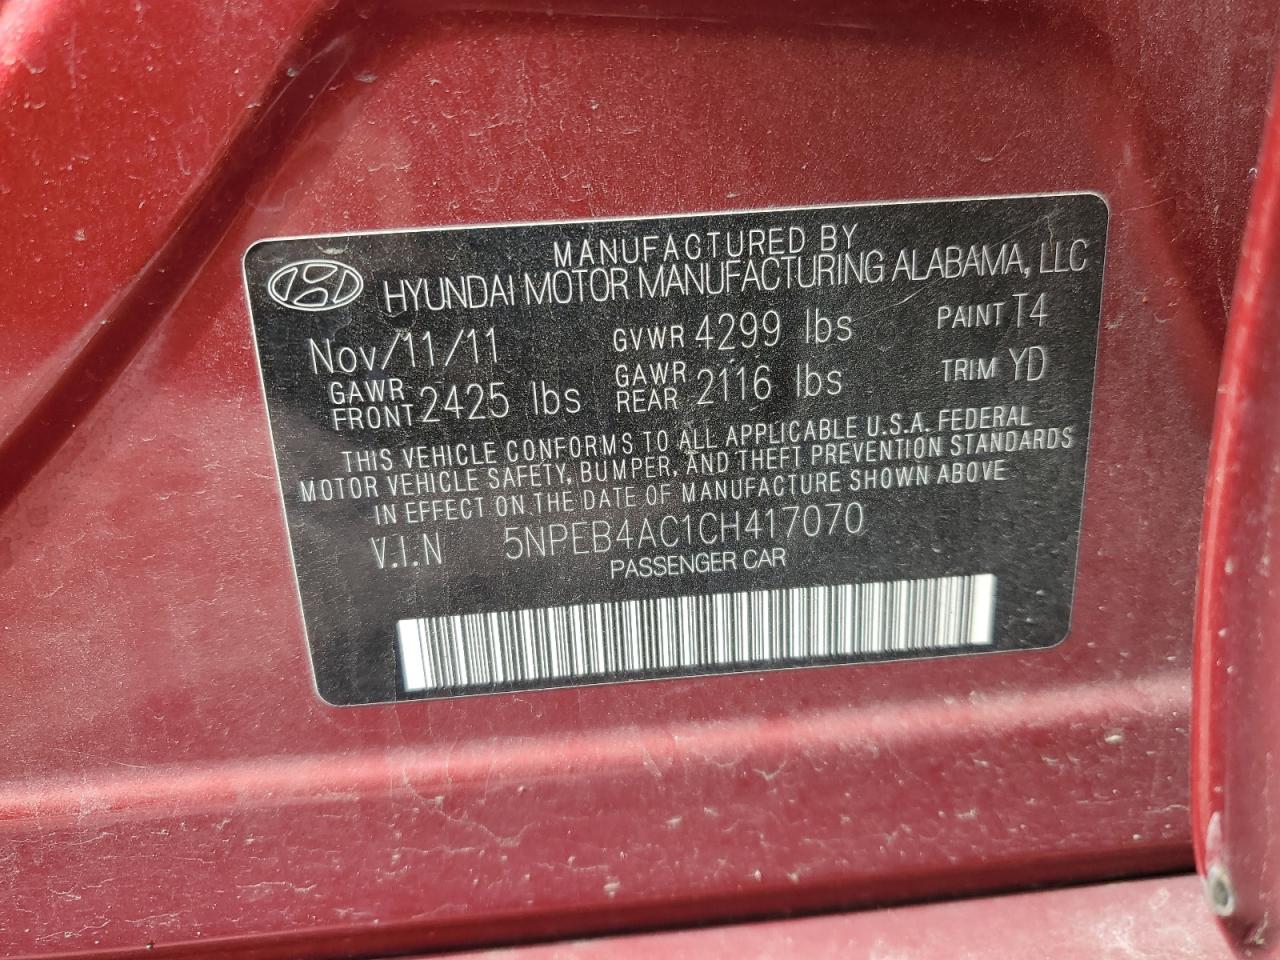 MANUFACTURED BY
HYUNDAI MOTOR MANUFACTURING ALABAMA, LLC
Nov/11/11 GVWR 4299 lbs PAINT T4
GAWR FRONT 2425 lbs GAWR REAR 2116 lbs TRIM YD
THIS VEHICLE CONFORMS TO ALL APPLICABLE U.S.A. FEDERAL
MOTOR VEHICLE SAFETY, BUMPER, AND THEFT PREVENTION STANDARDS
IN EFFECT ON THE DATE OF MANUFACTURE SHOWN ABOVE
V.I.N 5NPEB4AC1CH417070
PASSENGER CAR